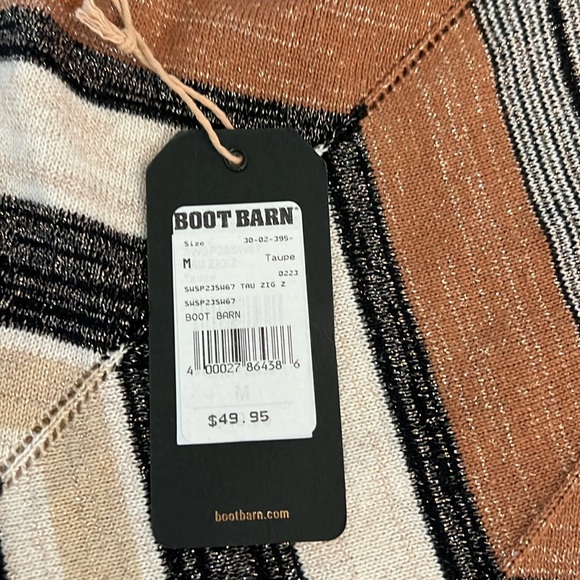 BOOT BARN
Size 30-02-395-
M Taupe
0223
SWSP23SW67 TAU ZIG Z
SWSP23SW67
BOOT BARN
4 00027 86438 6
M
$49.95
bootbarn.com